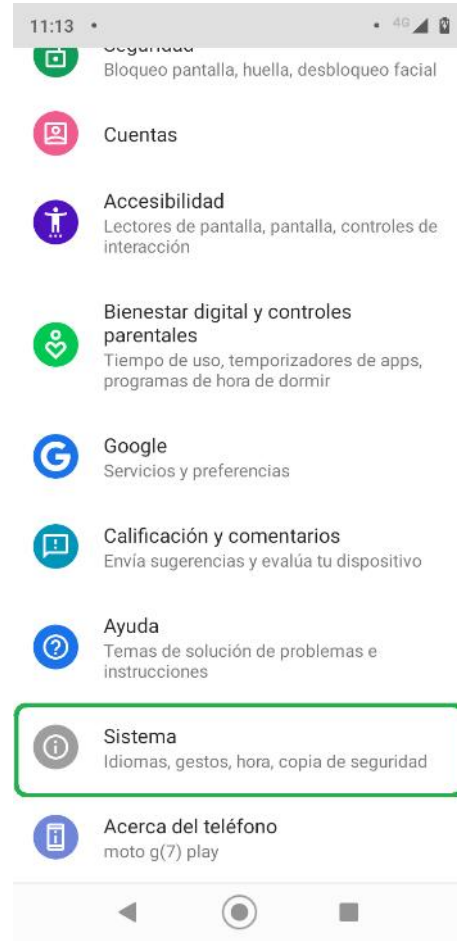 11:13
4G
Seguridad
Bloqueo pantalla, huella, desbloqueo facial
Cuentas
Accesibilidad
Lectores de pantalla, pantalla, controles de
interacción
Bienestar digital y controles
parentales
Tiempo de uso, temporizadores de apps,
programas de hora de dormir
Google
Servicios y preferencias
Calificación y comentarios
Envía sugerencias y evalúa tu dispositivo
Ayuda
Temas de solución de problemas e
instrucciones
Sistema
Idiomas, gestos, hora, copia de seguridad
Acerca del teléfono
moto g(7) play